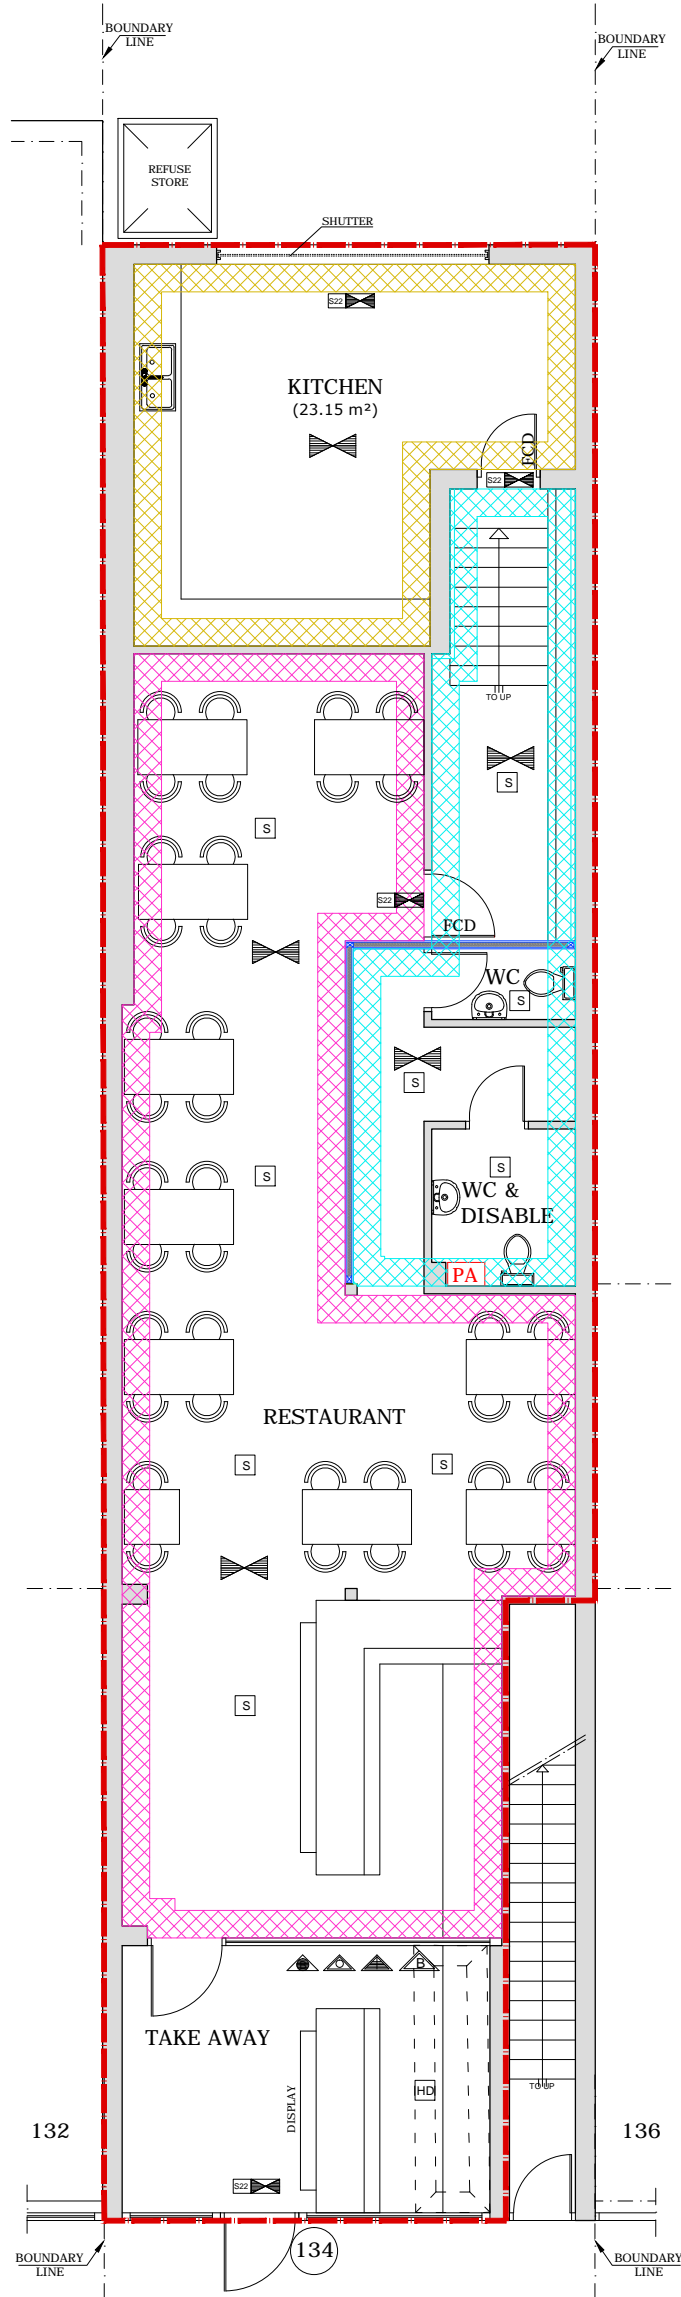 BOUNDARY
LINE
BOUNDARY
LINE
REFUSE
STORE
SHUTTER
S22
KITCHEN
(23.15 m²)
FCD
S22
TO UP
S
S
S22
FCD
WC
S
S
S
WC &
DISABLE
PA
S
RESTAURANT
S
S
S
O
B
TAKE AWAY
DISPLAY
HD
TO UP
132
136
S22
134
BOUNDARY
LINE
BOUNDARY
LINE